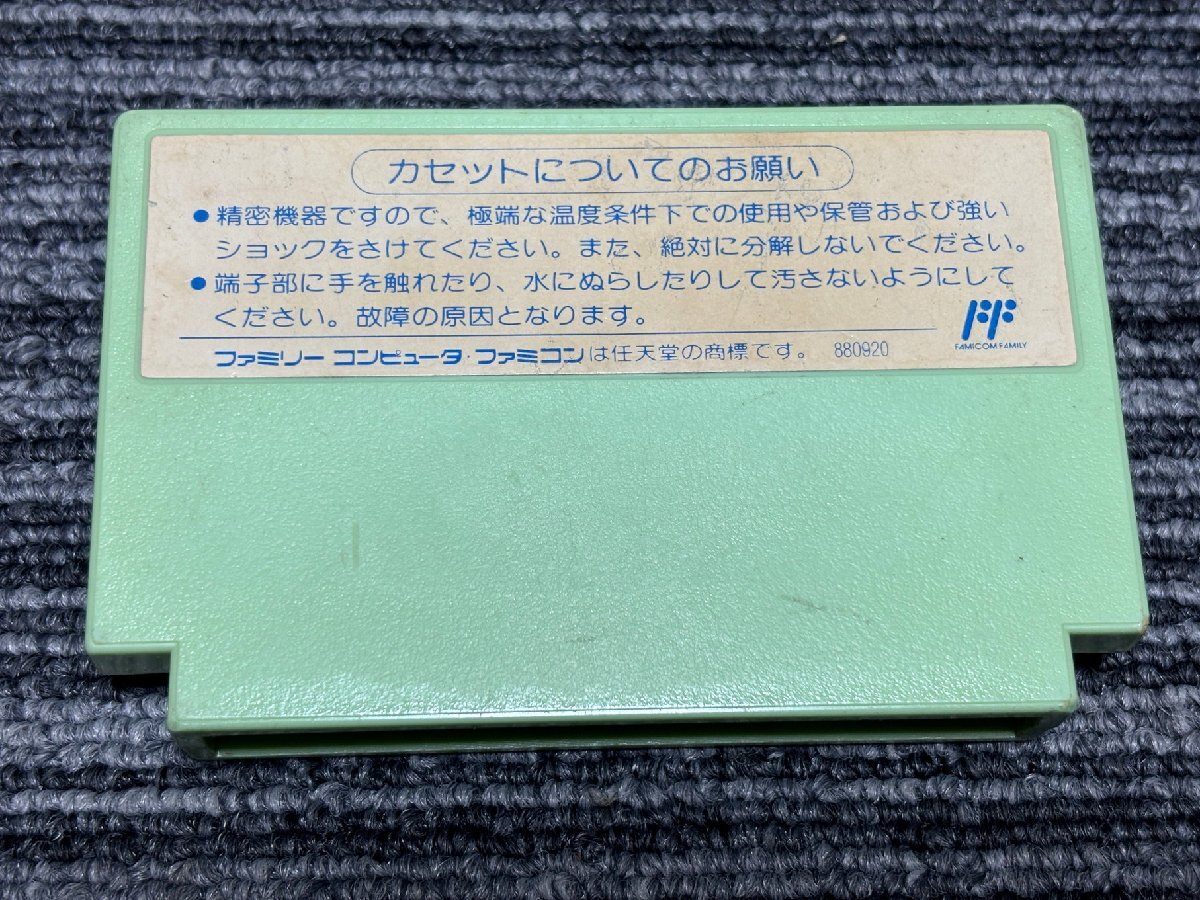 カセットについてのお願い
●精密機器ですので、極端な温度条件下での使用や保管および強い
ショックをさけてください。また、絶対に分解しないでください。
●端子部に手を触れたり、水にぬらしたりして汚さないようにして
ください。故障の原因となります。
FF
FAMICOM FAMILY
ファミリー コンピュータ・ファミコンは任天堂の商標です。 880920